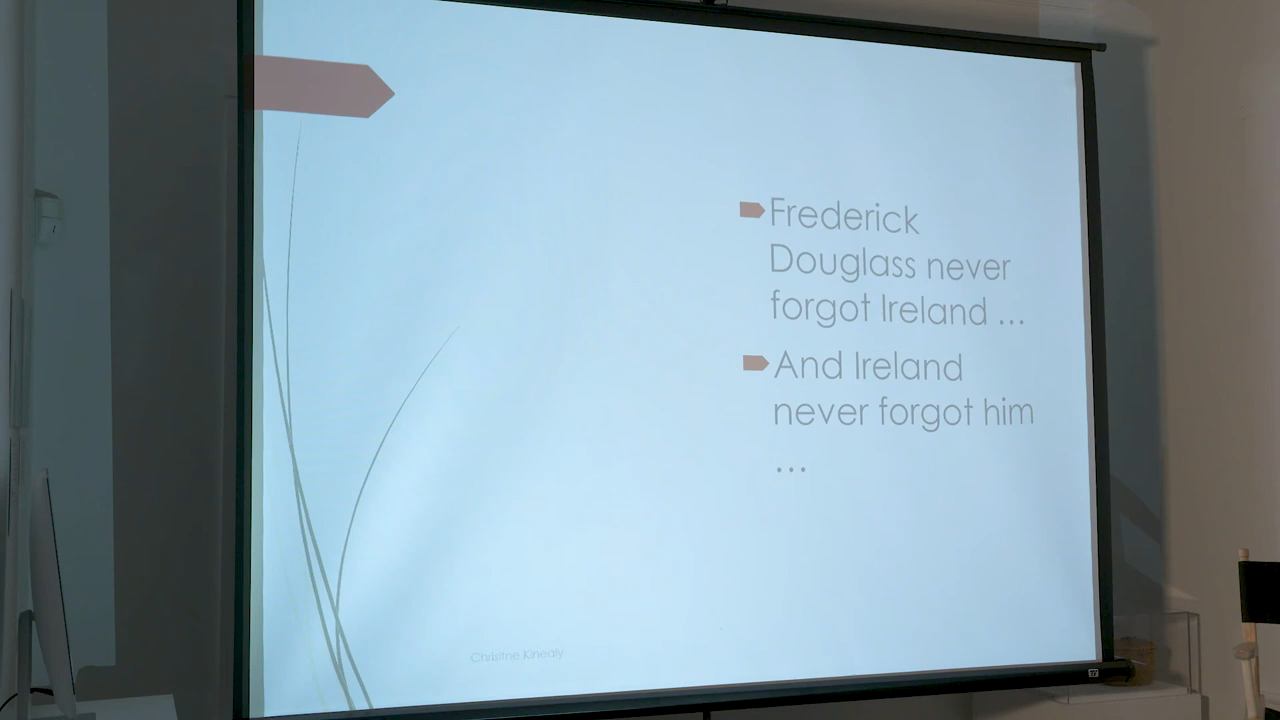 Frederick
Douglass never
forgot Ireland ...
And Ireland
never forgot him
...
Christine Kinealy